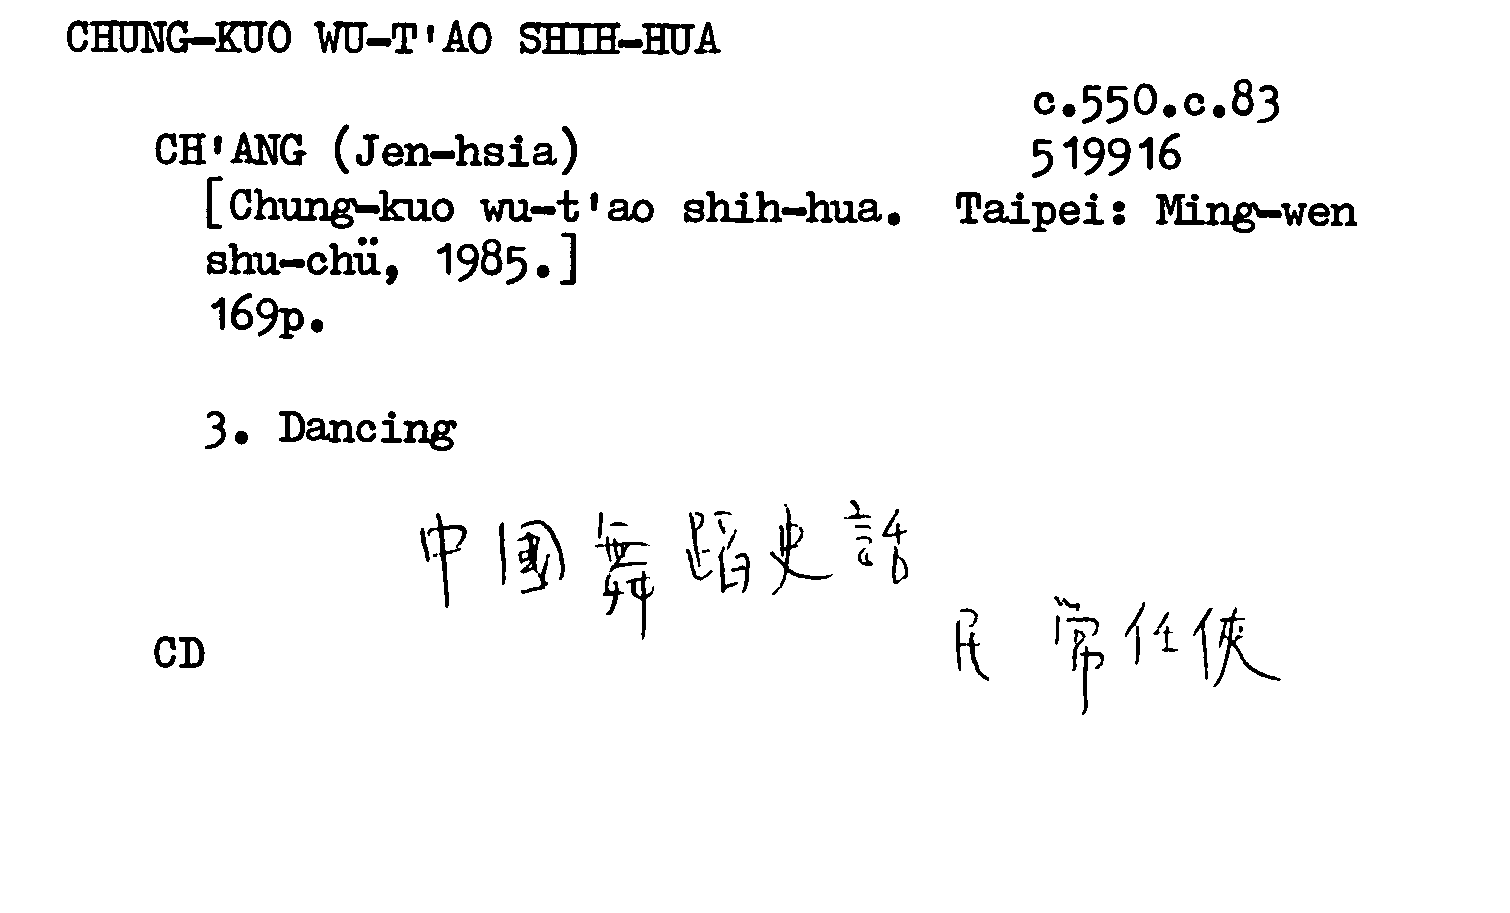 CHUNG-KUO WU-T'AO SHIH-HUA
c.550.c.83
CH'ANG (Jen-hsia) 519916
[Chung-kuo wu-t'ao shih-hua. Taipei: Ming-wen
shu-chü, 1985.]
169p.
3. Dancing
中國舞蹈史話
CD 民 常任俠